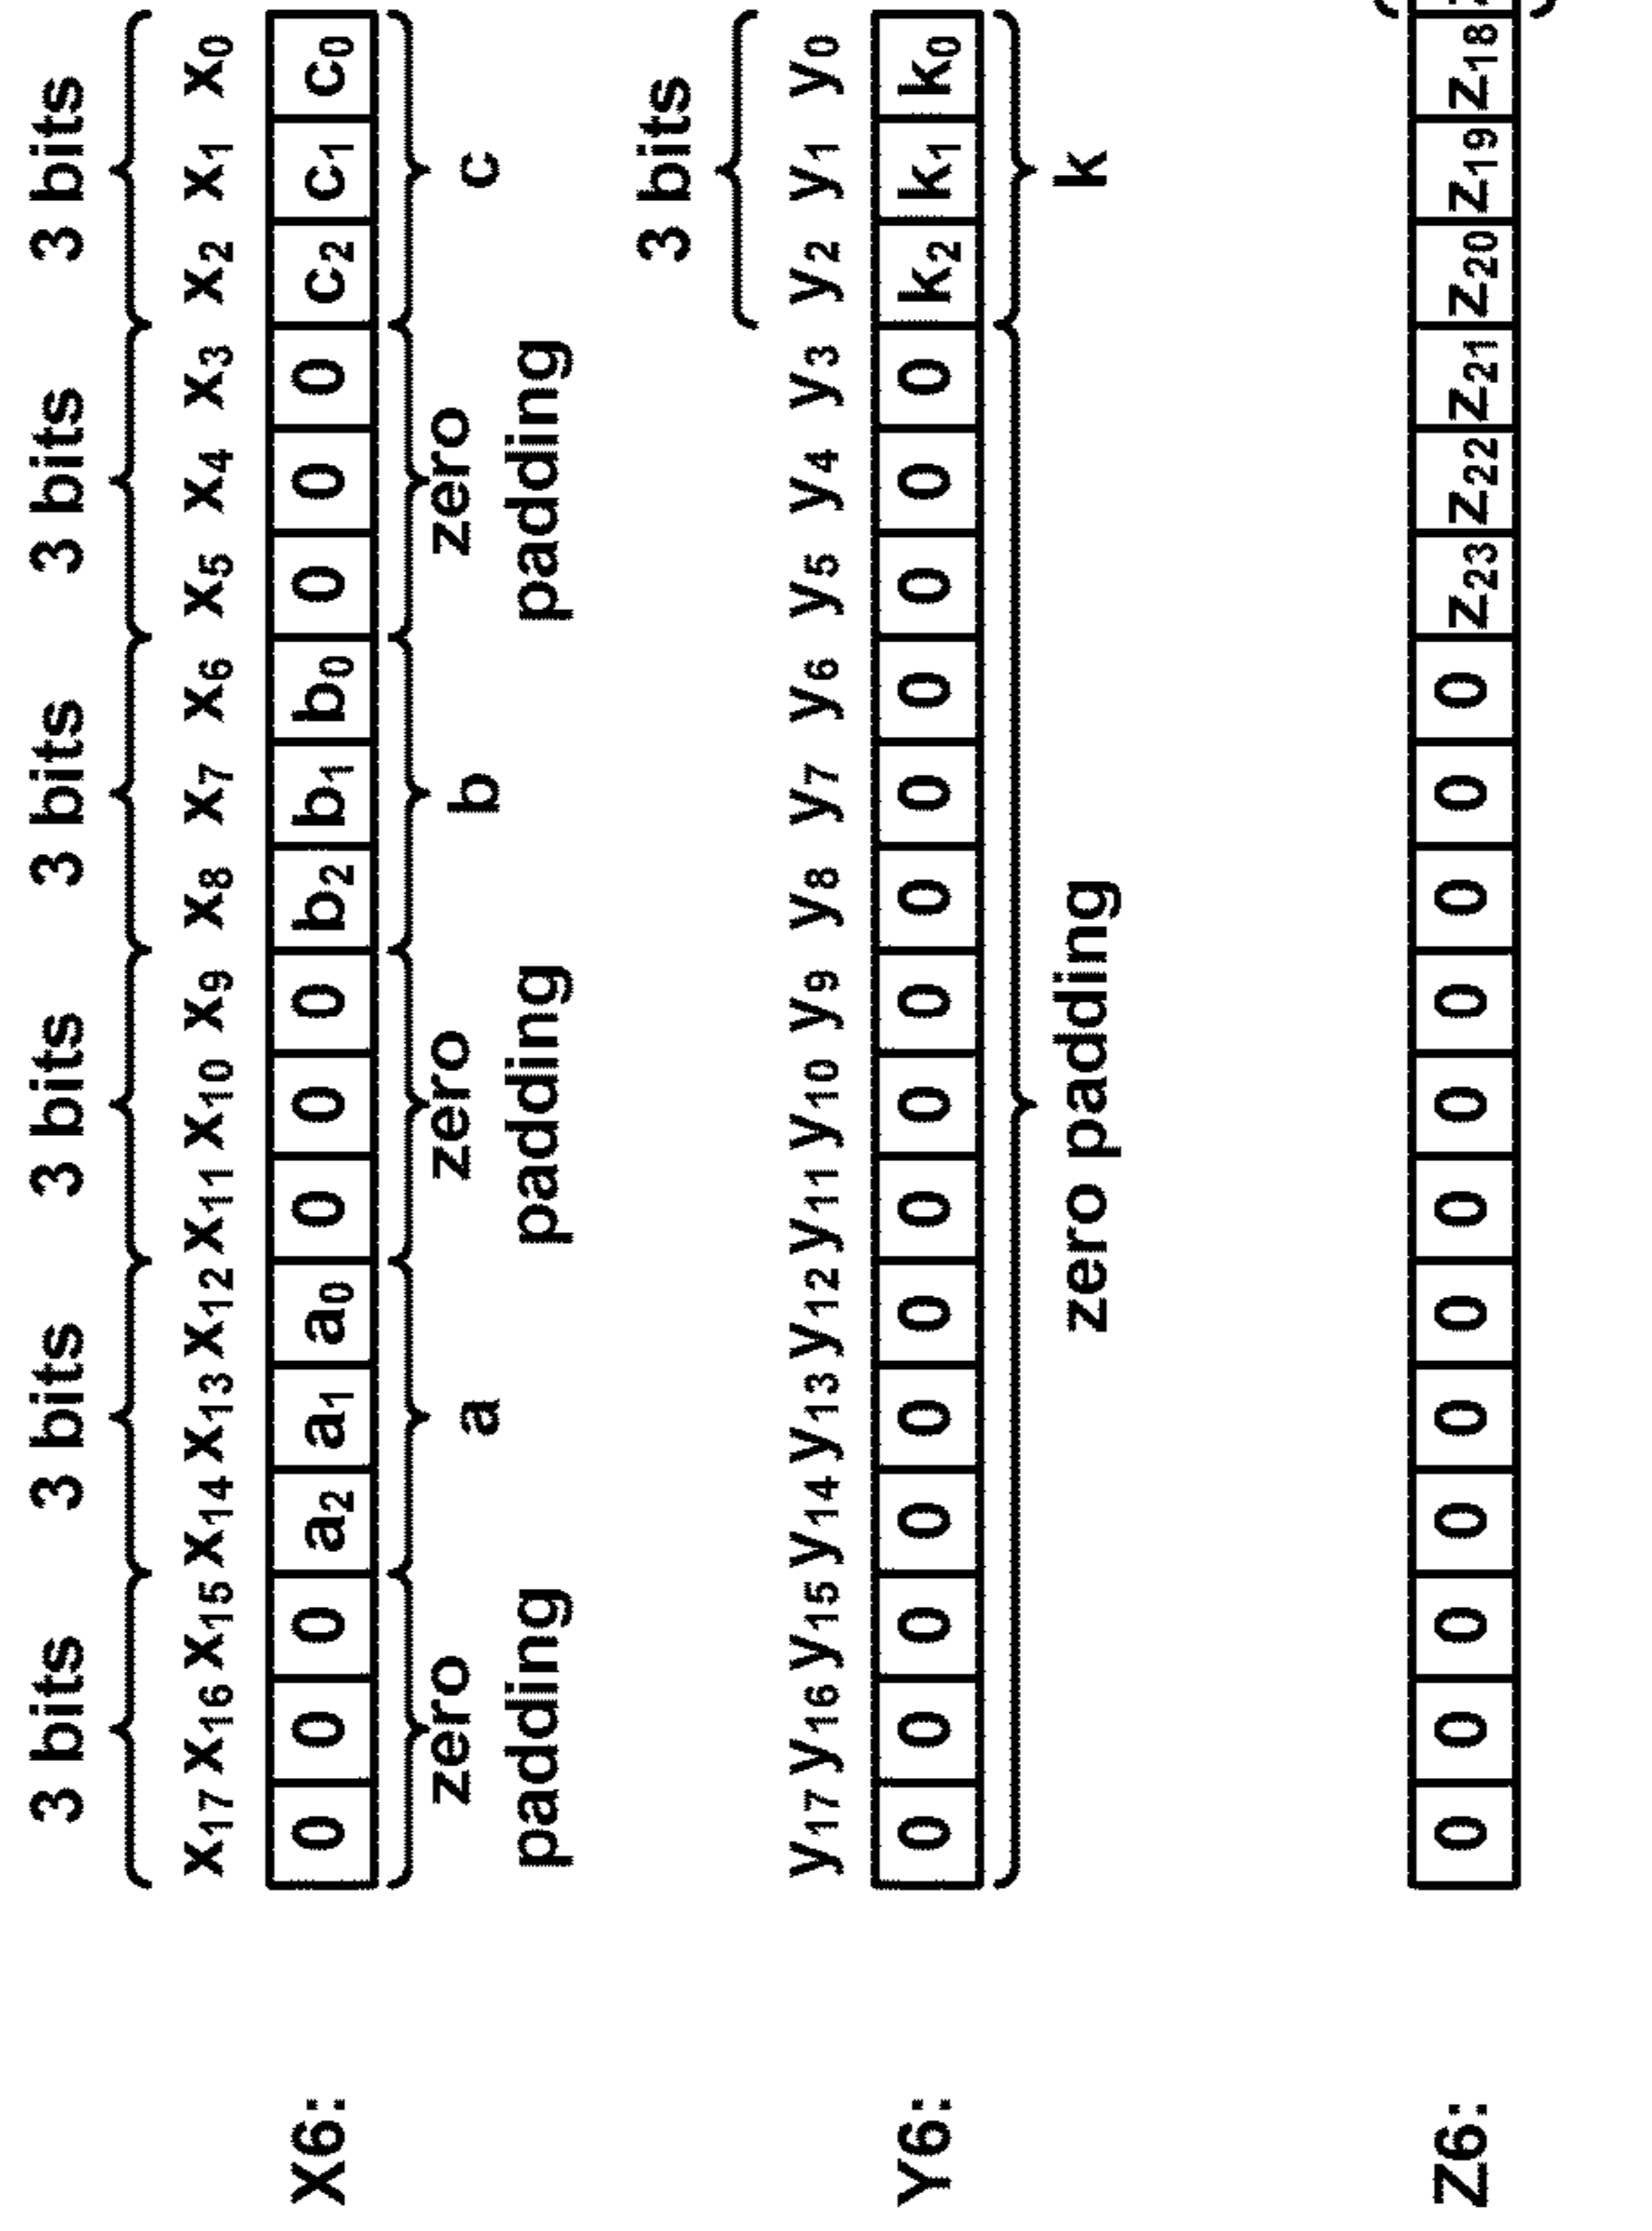 3 bits 3 bits 3 bits 3 bits 3 bits 3 bits
x17 x16 x15 x14 x13 x12 x11 x10 x9 x8 x7 x6 x5 x4 x3 x2 x1 x0
X6: 0 0 0 a2 a1 a0 0 0 0 b2 b1 b0 0 0 0 c2 c1 c0
zero padding a zero padding b zero padding c
3 bits
y17 y16 y15 y14 y13 y12 y11 y10 y9 y8 y7 y6 y5 y4 y3 y2 y1 y0
Y6: 0 0 0 0 0 0 0 0 0 0 0 0 0 0 0 k2 k1 k0
zero padding k
Z6: 0 0 0 0 0 0 0 0 0 0 0 0 z23 z22 z21 z20 z19 z18